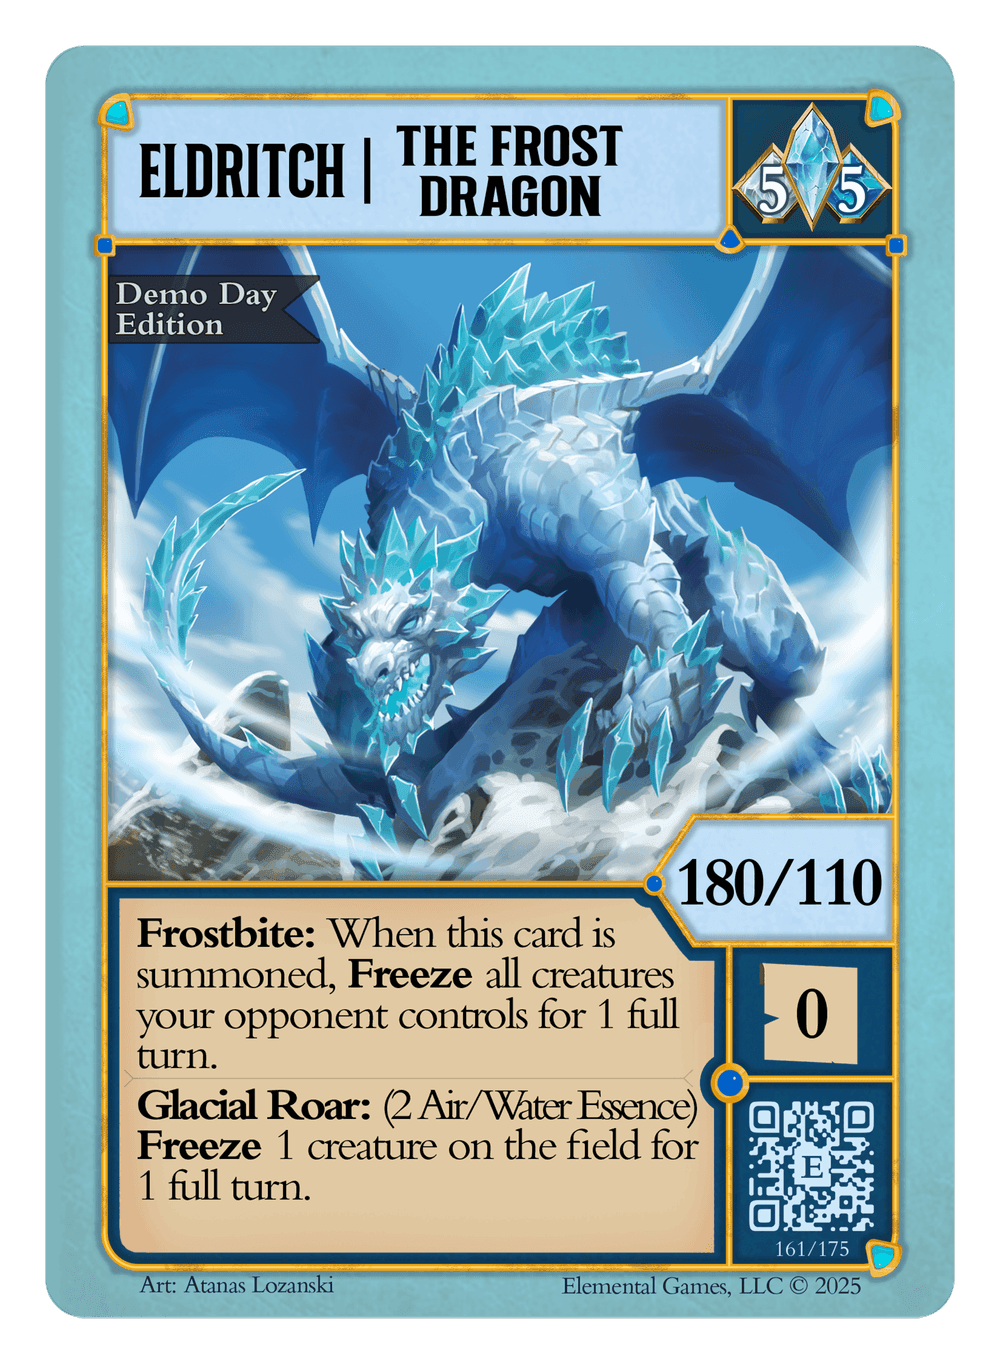 ELDRITCH | THE FROST
DRAGON
5 5
Demo Day
Edition
180/110
Frostbite: When this card is
summoned, Freeze all creatures
your opponent controls for 1 full
turn.
0
Glacial Roar: (2 Air/Water Essence)
Freeze 1 creature on the field for
1 full turn.
E
161/175
Art: Atanas Lozanski
Elemental Games, LLC © 2025